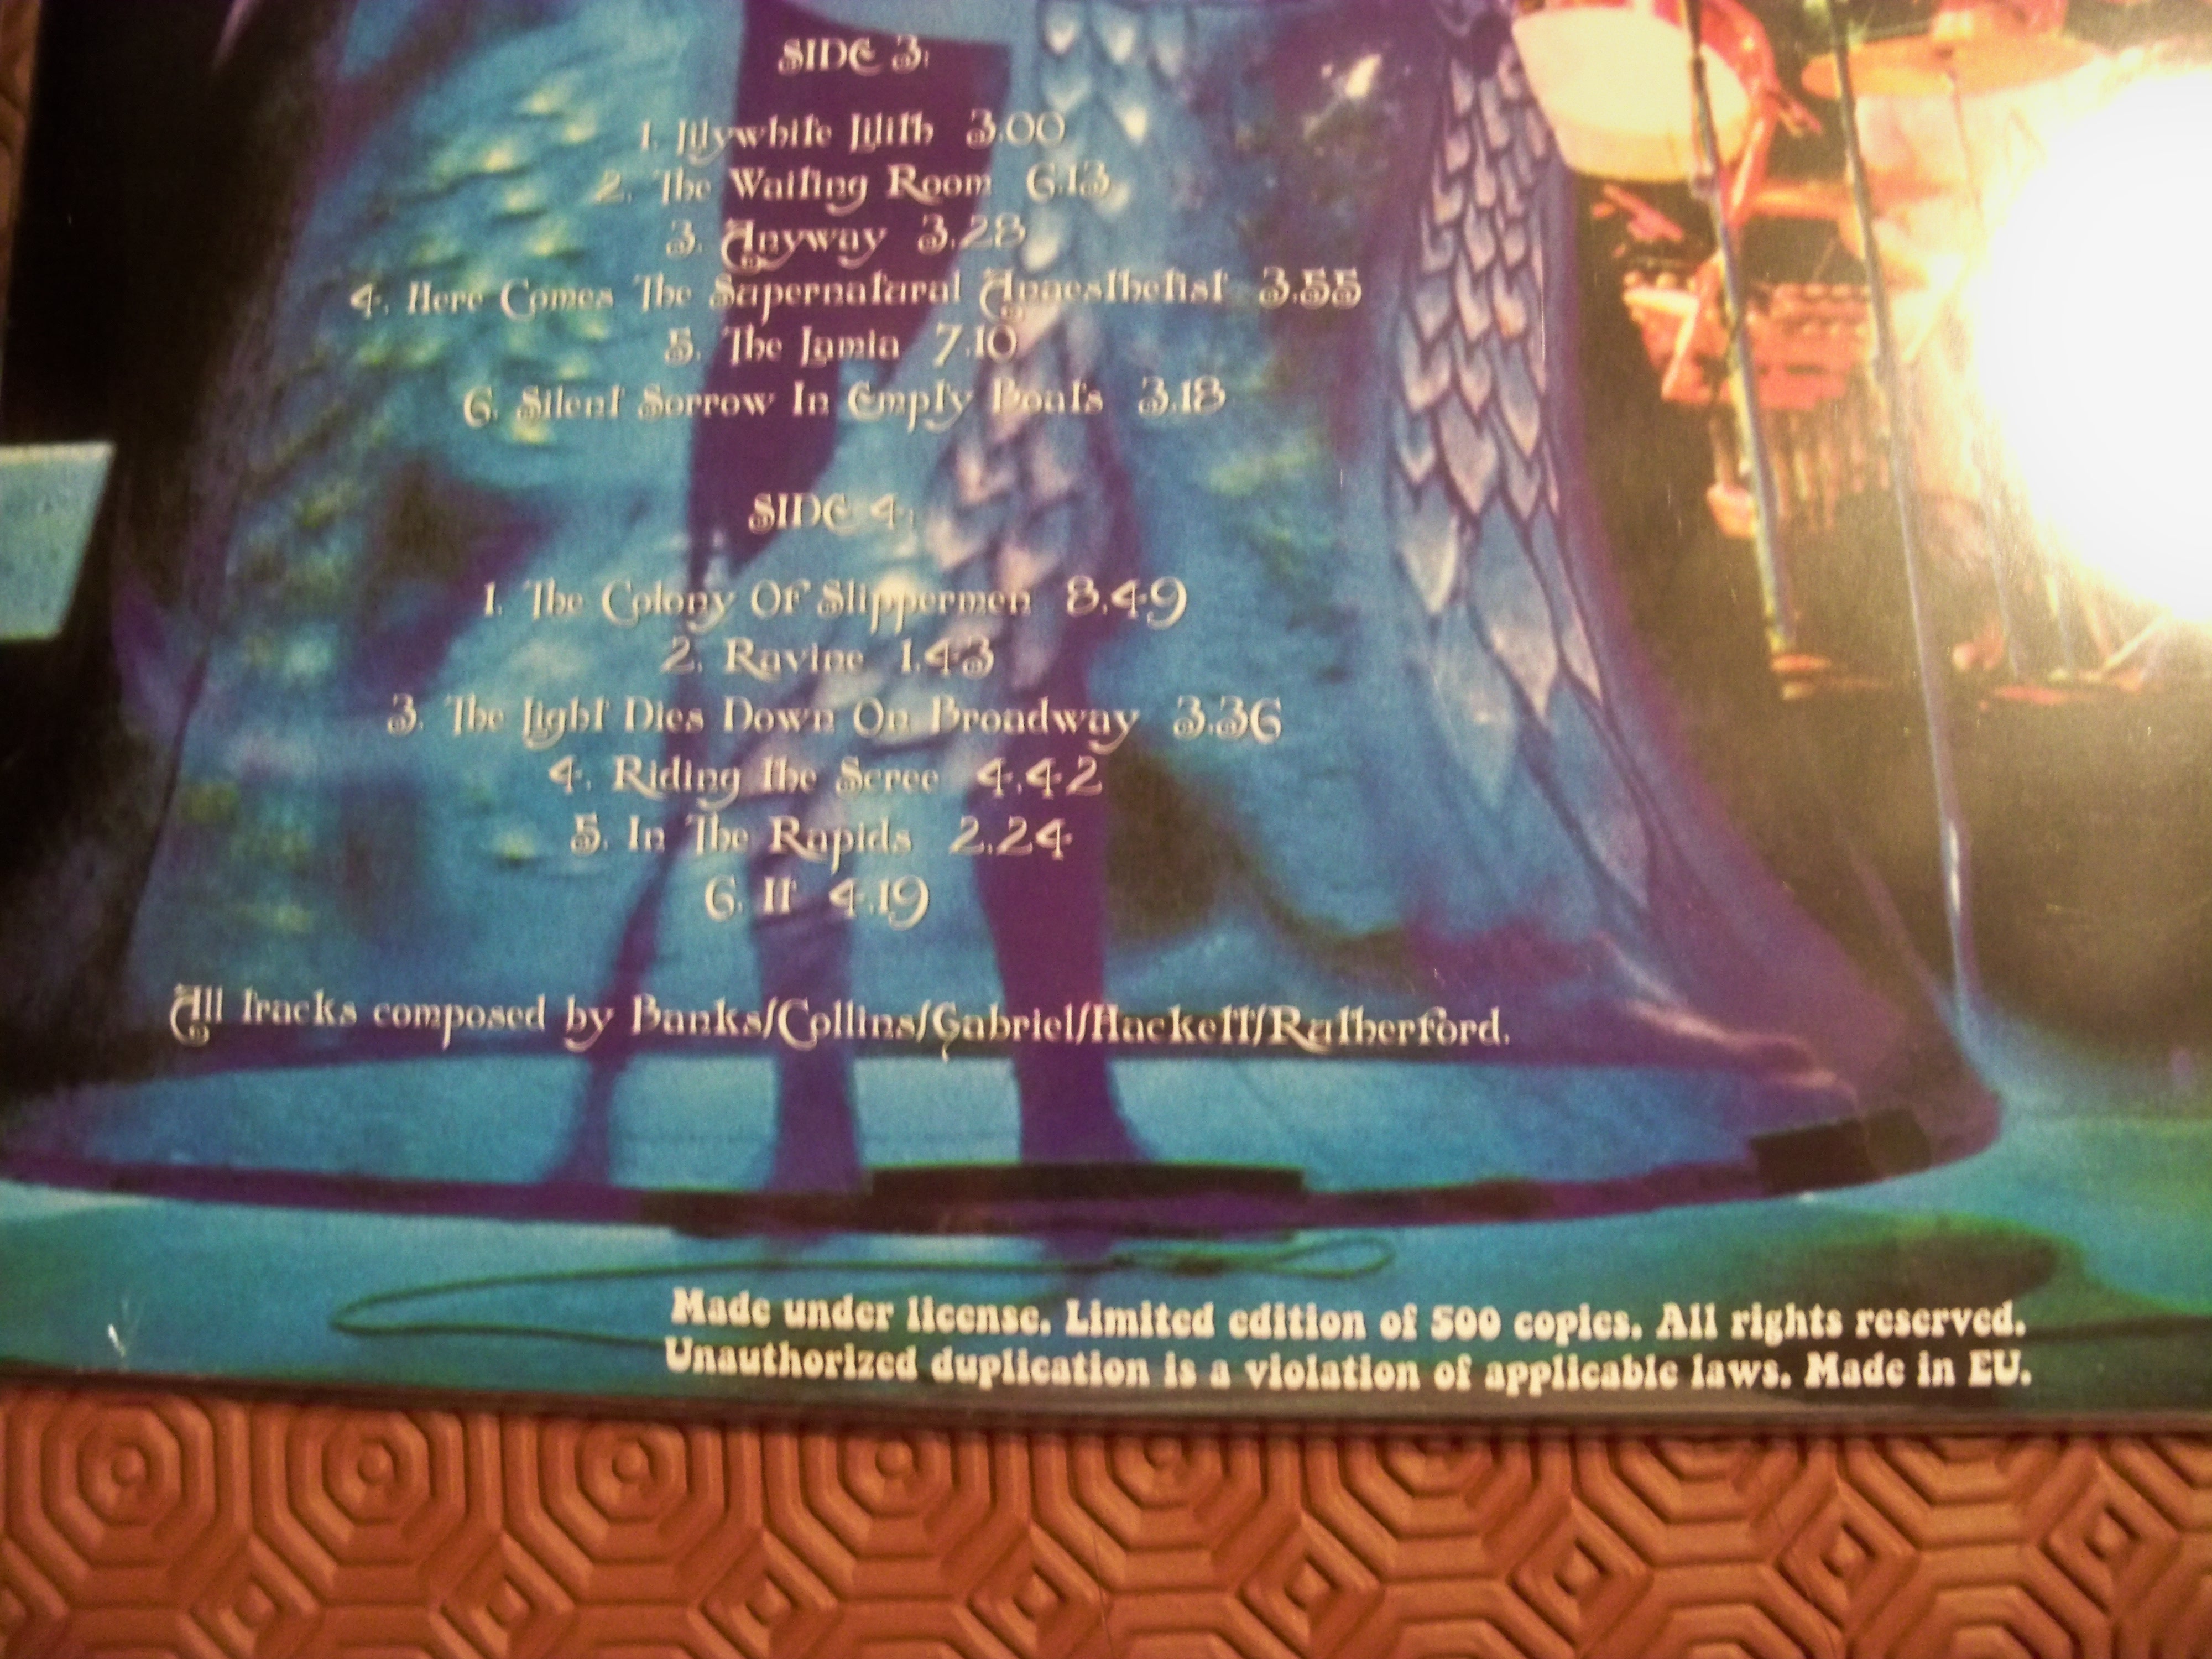 SIDE 3:
1. Lilywhite Lilith 3.00
2. The Waiting Room 6.13
3. Anyway 3.28
4. Here Comes The Supernatural Anaesthetist 3.55
5. The Lamia 7.10
6. Silent Sorrow In Empty Boats 3.18
SIDE 4:
1. The Colony Of Slippermen 8.49
2. Ravine 1.43
3. The Light Dies Down On Broadway 3.36
4. Riding The Scree 4.42
5. In The Rapids 2.24
6. It 4.19
All tracks composed by Banks/Collins/Gabriel/Hackett/Rutherford.
Made under license. Limited edition of 500 copies. All rights reserved.
Unauthorized duplication is a violation of applicable laws. Made in EU.